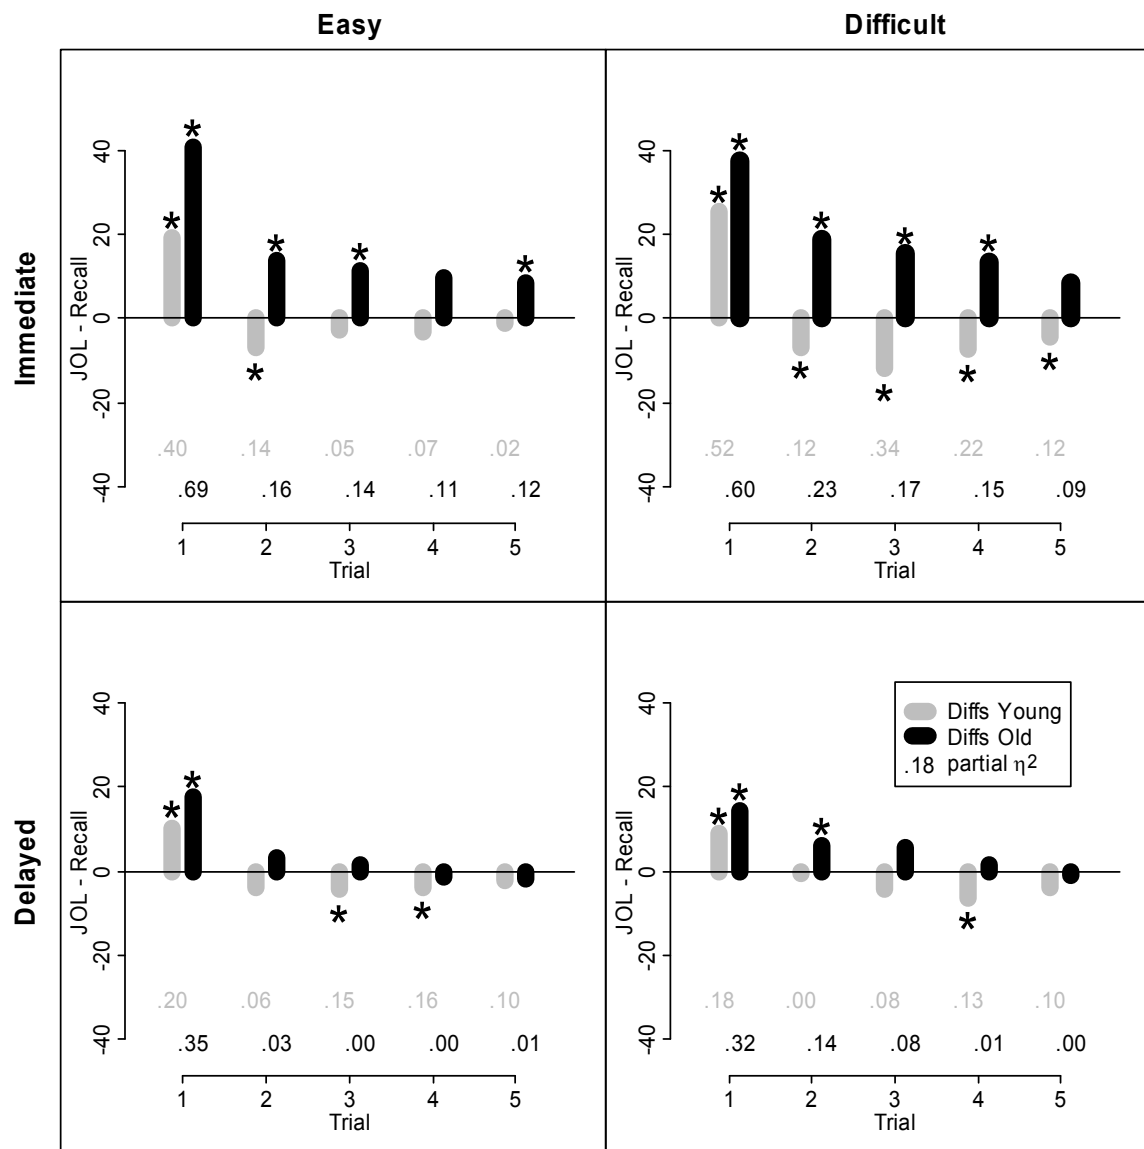 Easy
Difficult
Immediate
JOL - Recall
40
20
0
-20
-40
* * * * * * *
.40 .14 .05 .07 .02
.69 .16 .14 .11 .12
1 2 3 4 5
Trial
JOL - Recall
40
20
0
-20
-40
* * * * * * * * *
.52 .12 .34 .22 .12
.60 .23 .17 .15 .09
1 2 3 4 5
Trial
Delayed
JOL - Recall
40
20
0
-20
-40
* * * *
.20 .06 .15 .16 .10
.35 .03 .00 .00 .01
1 2 3 4 5
Trial
JOL - Recall
40
20
0
-20
-40
Diffs Young
Diffs Old
.18 partial η²
* * * *
.18 .00 .08 .13 .10
.32 .14 .08 .01 .00
1 2 3 4 5
Trial